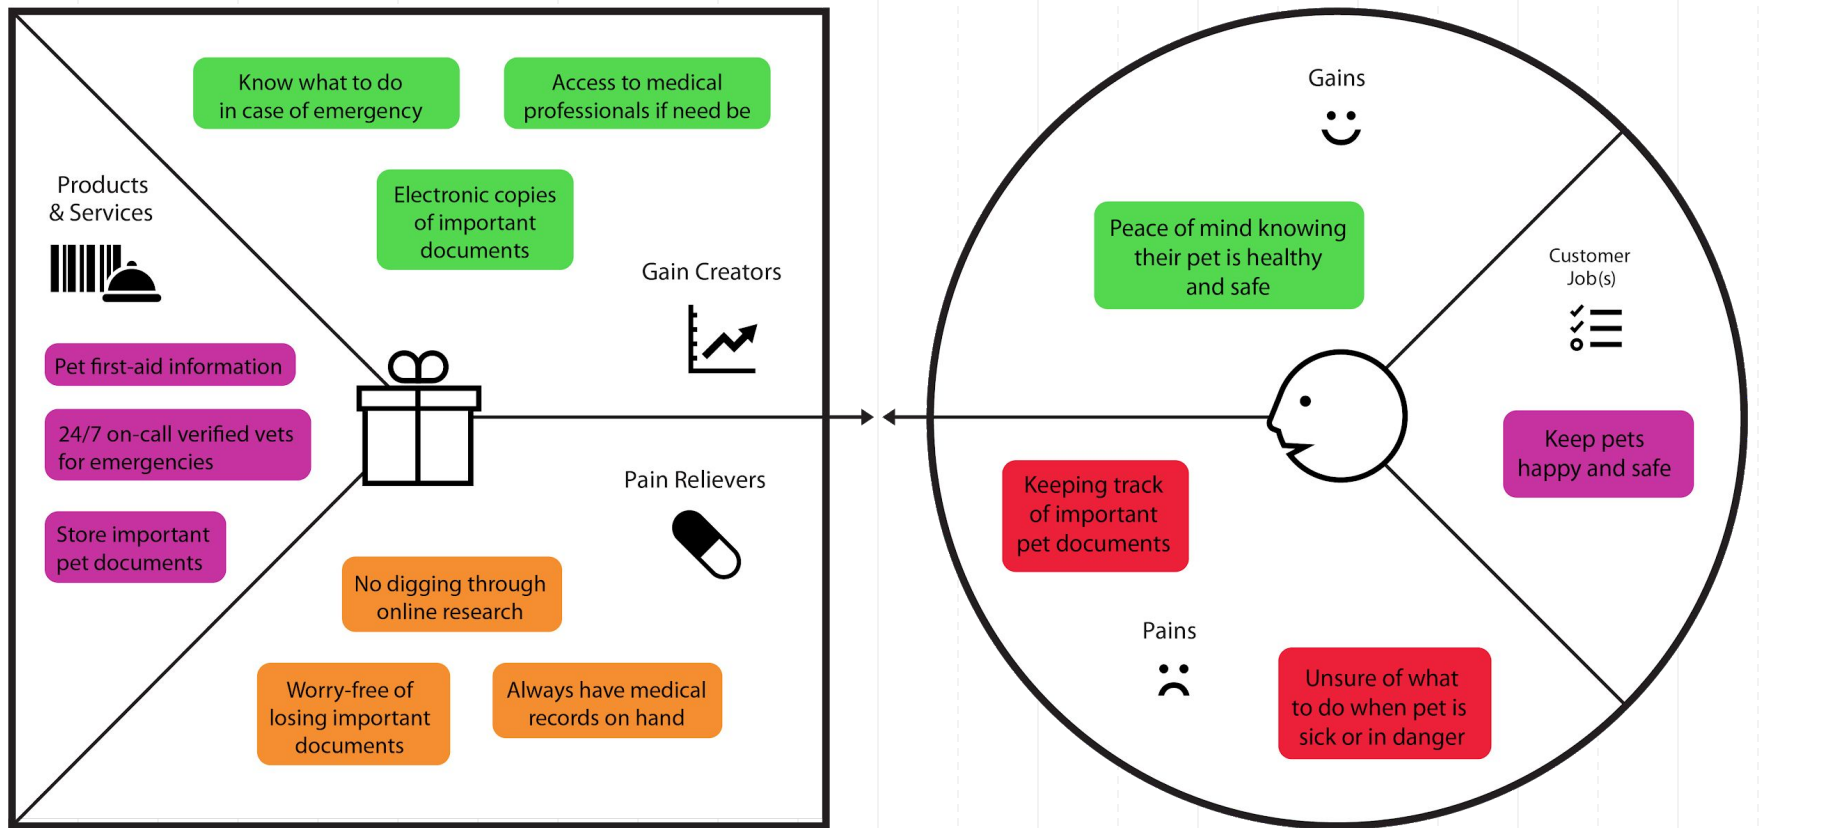 Know what to do
in case of emergency
Access to medical
professionals if need be
Electronic copies
of important
documents
Products
& Services
Gain Creators
Pet first-aid information
24/7 on-call verified vets
for emergencies
Store important
pet documents
Pain Relievers
No digging through
online research
Worry-free of
losing important
documents
Always have medical
records on hand
Gains
Peace of mind knowing
their pet is healthy
and safe
Customer
Job(s)
Keep pets
happy and safe
Keeping track
of important
pet documents
Pains
Unsure of what
to do when pet is
sick or in danger